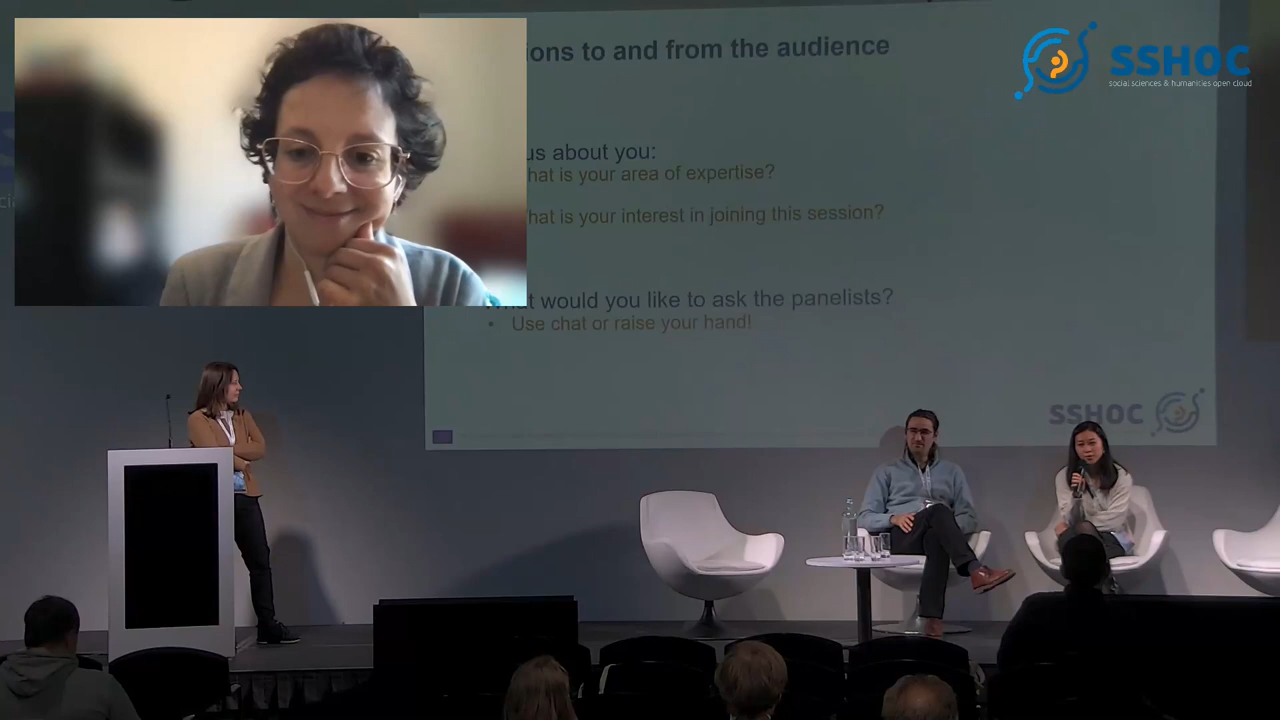 ions to and from the audience
SSHOC
social sciences & humanities open cloud
us about you:
hat is your area of expertise?
hat is your interest in joining this session?
would you like to ask the panelists?
• Use chat or raise your hand!
SSHOC